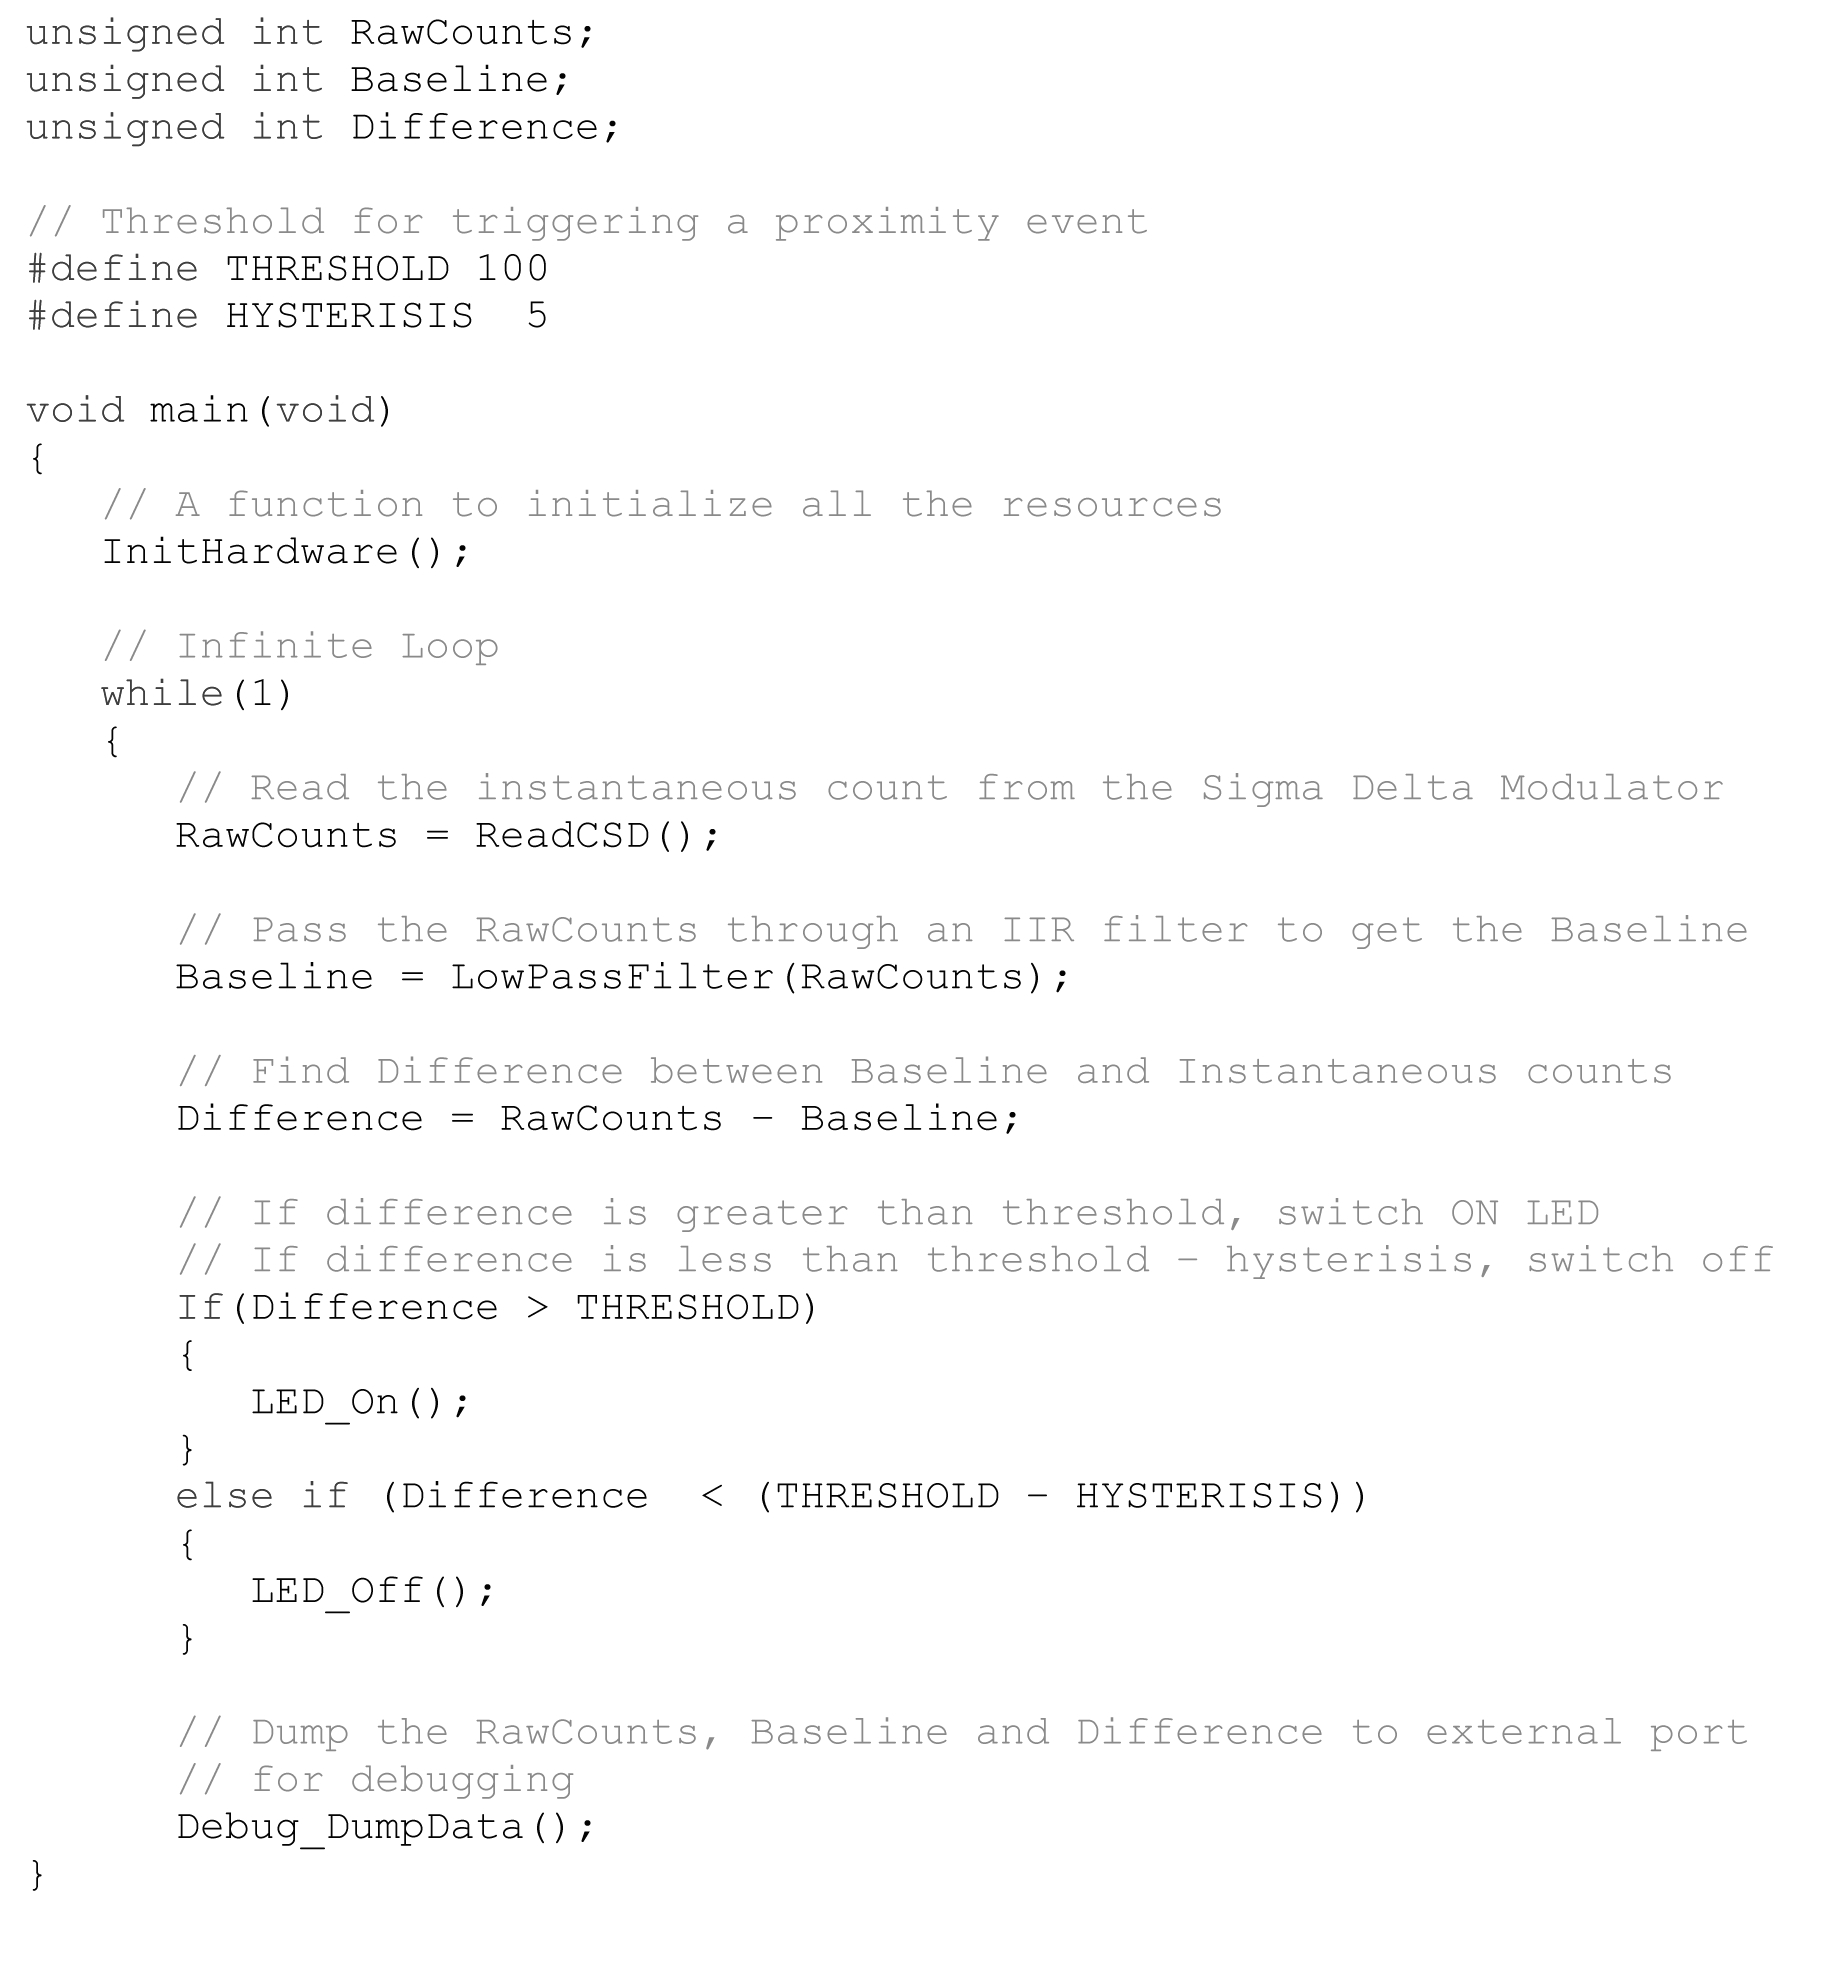 unsigned int RawCounts;
unsigned int Baseline;
unsigned int Difference;

// Threshold for triggering a proximity event
#define THRESHOLD 100
#define HYSTERISIS  5

void main(void)
{
   // A function to initialize all the resources
   InitHardware();

   // Infinite Loop
   while(1)
   {
      // Read the instantaneous count from the Sigma Delta Modulator
      RawCounts = ReadCSD();

      // Pass the RawCounts through an IIR filter to get the Baseline
      Baseline = LowPassFilter(RawCounts);

      // Find Difference between Baseline and Instantaneous counts
      Difference = RawCounts – Baseline;

      // If difference is greater than threshold, switch ON LED
      // If difference is less than threshold – hysterisis, switch off
      If(Difference > THRESHOLD)
      {
         LED_On();
      }
      else if (Difference  < (THRESHOLD – HYSTERISIS))
      {
         LED_Off();
      }

      // Dump the RawCounts, Baseline and Difference to external port
      // for debugging
      Debug_DumpData();
}